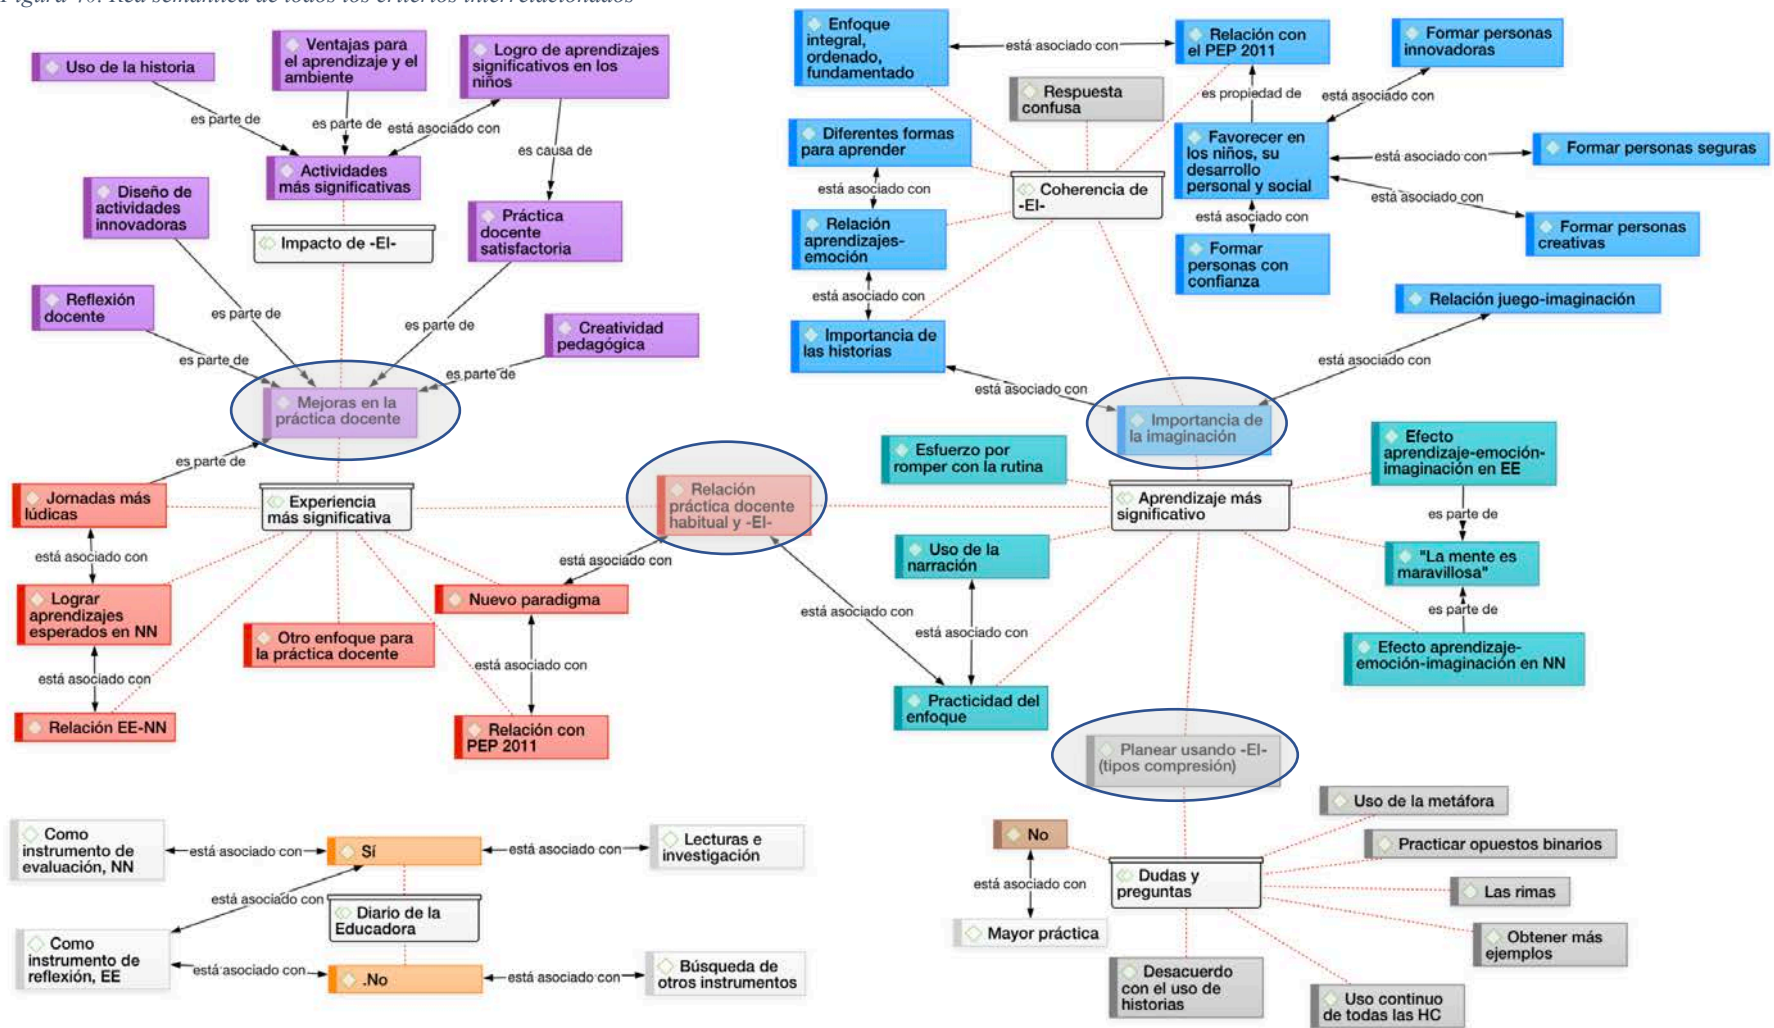 Figura 40. Red semántica de todos los criterios interrelacionados
Uso de la historia
Ventajas para
el aprendizaje y el
ambiente
Logro de aprendizajes
significativos en los
niños
es parte de
es parte de
está asociado con
es causa de
Actividades
más significativas
Diseño de
actividades
innovadoras
Práctica
docente
satisfactoria
Impacto de -EI-
Reflexión
docente
es parte de
es parte de
Creatividad
pedagógica
es parte de
es parte de
Mejoras en la
práctica docente
es parte de
Enfoque
integral,
ordenado,
fundamentado
está asociado con
Relación con
el PEP 2011
Formar personas
innovadoras
Respuesta
confusa
es propiedad de
está asociado con
Diferentes formas
para aprender
Favorecer en
los niños, su
desarrollo
personal y social
está asociado con
Formar personas seguras
está asociado con
Coherencia de
-EI-
está asociado con
está asociado con
Relación
aprendizajes-
emoción
Formar personas
creativas
Formar
personas con
confianza
está asociado con
Relación juego-imaginación
Importancia de
las historias
está asociado con
está asociado con
Importancia de
la imaginación
Jornadas más
lúdicas
Experiencia
más significativa
Relación
práctica docente
habitual y -EI-
está asociado con
está asociado con
Lograr
aprendizajes
esperados en NN
Nuevo paradigma
Otro enfoque para
la práctica docente
está asociado con
está asociado con
Relación EE-NN
Relación con
PEP 2011
está asociado con
Esfuerzo por
romper con la rutina
Efecto
aprendizaje-emoción-
imaginación en EE
Aprendizaje más
significativo
es parte de
Uso de la
narración
"La mente es
maravillosa"
es parte de
está asociado con
Efecto aprendizaje-
emoción-imaginación en NN
Practicidad del
enfoque
Planear usando -EI-
(tipos compresión)
Como
instrumento de
evaluación, NN
está asociado con
Sí
está asociado con
Lecturas e
investigación
está asociado con
Diario de la
Educadora
Como
instrumento de
reflexión, EE
está asociado con
.No
está asociado con
Búsqueda de
otros instrumentos
Uso de la metáfora
No
Practicar opuestos binarios
está asociado con
Dudas y
preguntas
Las rimas
Mayor práctica
Obtener más
ejemplos
Desacuerdo
con el uso de
historias
Uso continuo
de todas las HC